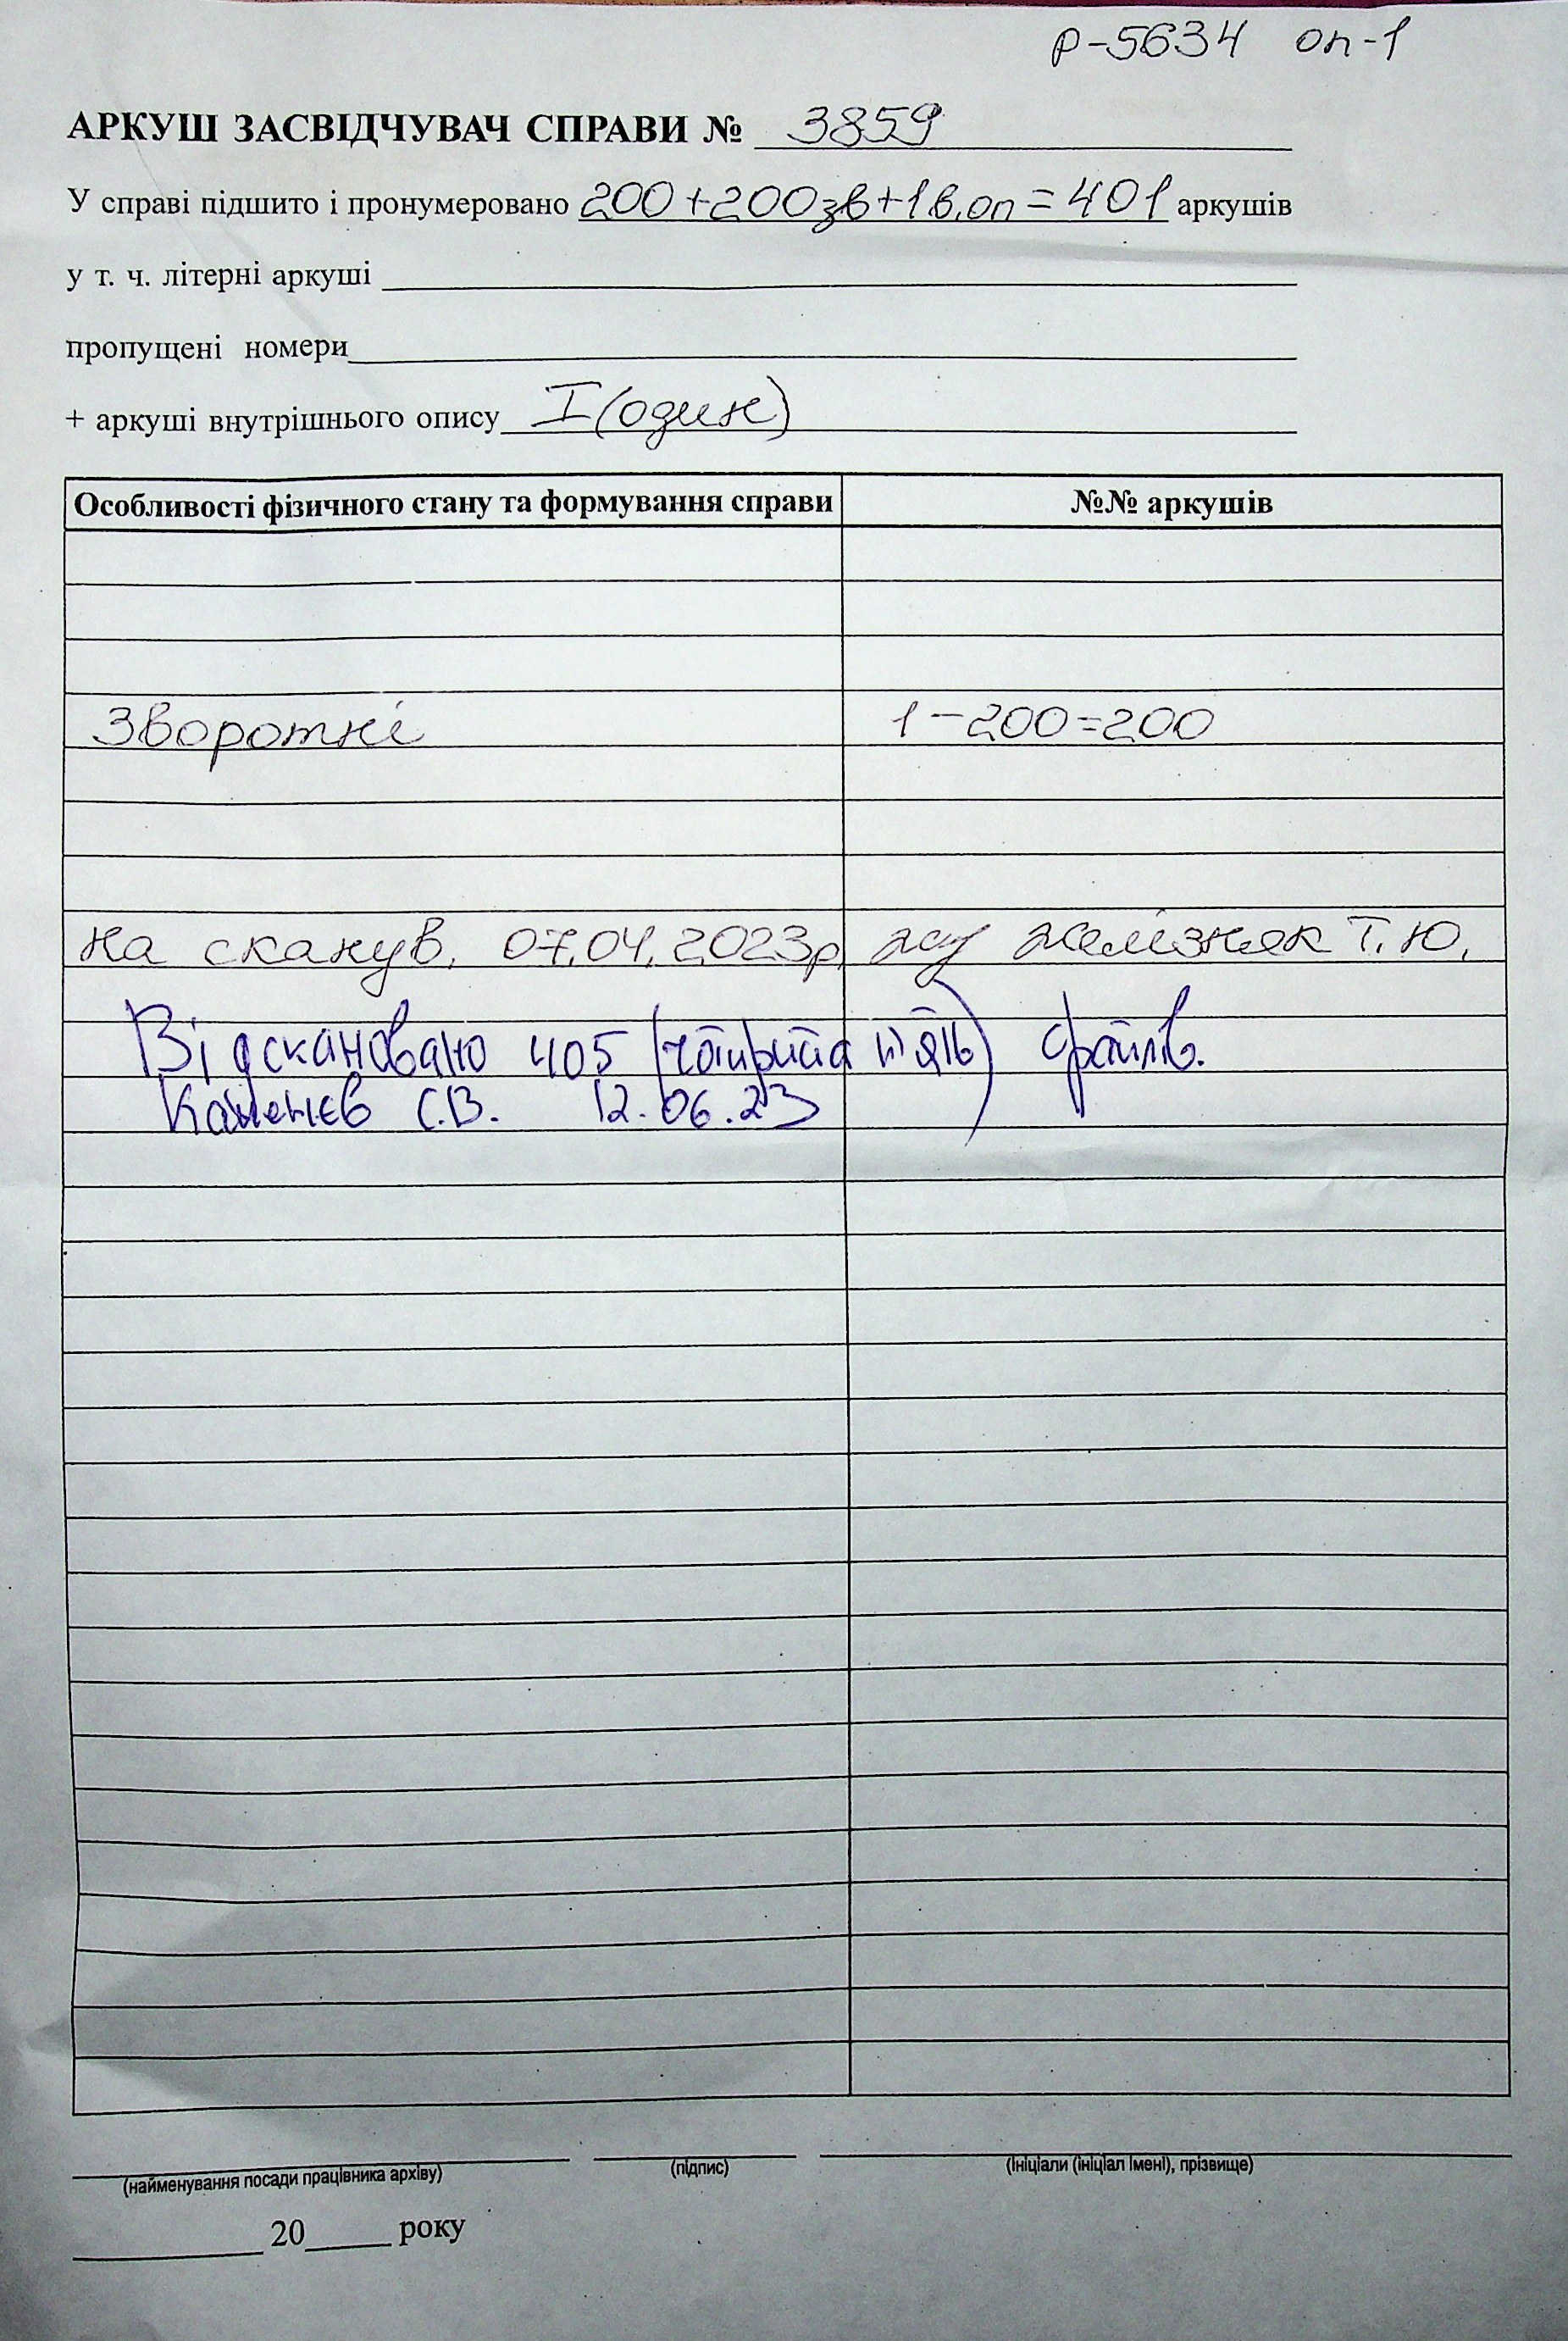 р-5634 оп-1
АРКУШ ЗАСВІДЧУВАЧ СПРАВИ № 3859
У справі підшито і пронумеровано 200+200зв+1в.оп=401 аркушів
у т. ч. літерні аркуші
пропущені номери
+ аркуші внутрішнього опису I (один)
Особливості фізичного стану та формування справи №№ аркушів
Зворотні 1-200=200
на сканув. 07.04.2023р. Желізняк Т.Ю.
Відскановано 405 (чотириста п'ять) файлів.
Каменєв С.В. 12.06.23
(найменування посади працівника архіву) (підпис) (ініціали (ініціал імені), прізвище)
20 року